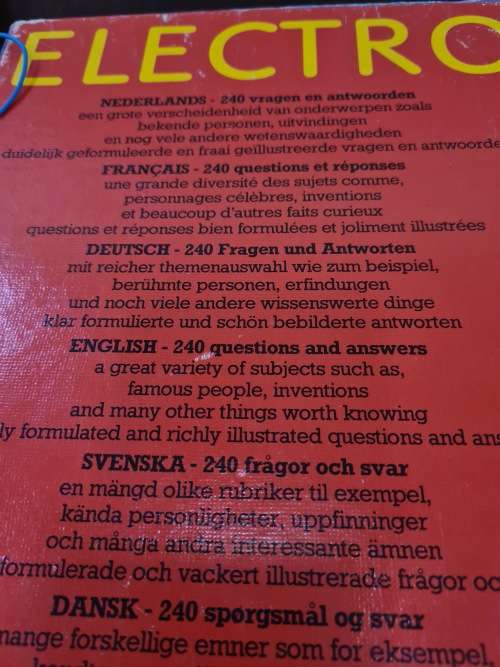 ELECTRO
NEDERLANDS - 240 vragen en antwoorden
een grote verscheidenheid van onderwerpen zoals
bekende personen, uitvindingen
en nog vele andere wetenswaardigheden
duidelijk geformuleerde en fraai geïllustreerde vragen en antwoorde
FRANÇAIS - 240 questions et réponses
une grande diversité des sujets comme,
personnages célèbres, inventions
et beaucoup d'autres faits curieux
questions et réponses bien formulées et joliment illustrées
DEUTSCH - 240 Fragen und Antworten
mit reicher themenauswahl wie zum beispiel,
berühmte personen, erfindungen
und noch viele andere wissenswerte dinge
klar formulierte und schön bebilderte antworten
ENGLISH - 240 questions and answers
a great variety of subjects such as,
famous people, inventions
and many other things worth knowing
ly formulated and richly illustrated questions and ans
SVENSKA - 240 frågor och svar
en mängd olike rubriker til exempel,
kända personligheter, uppfinninger
och många andra interessante ämnen
formulerade och vackert illustrerade frågor oc
DANSK - 240 spørgsmål og svar
mange forskellige emner som for eksempel,